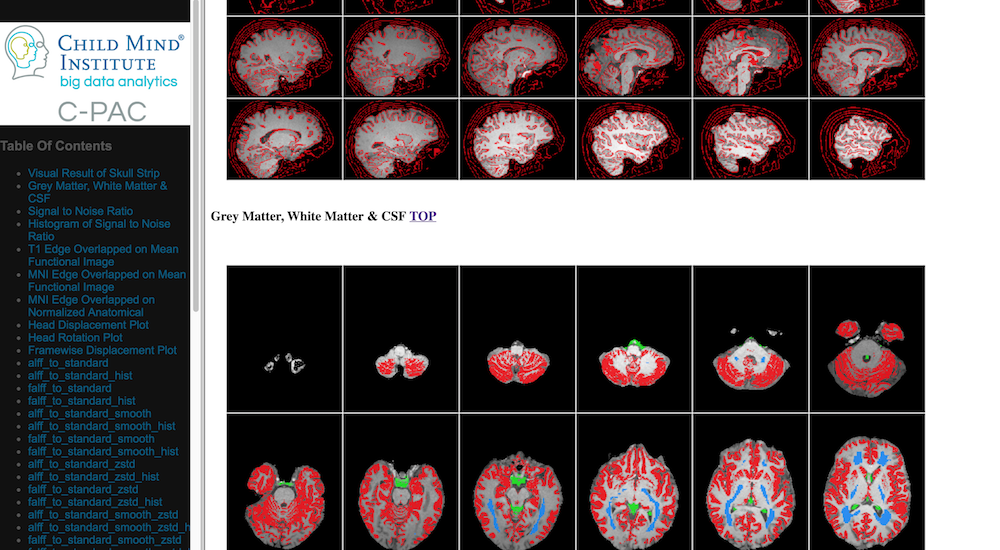 CHILD MIND®
INSTITUTE
big data analytics
C-PAC
Table Of Contents
Visual Result of Skull Strip
Grey Matter, White Matter &
CSF
Signal to Noise Ratio
Histogram of Signal to Noise
Ratio
T1 Edge Overlapped on Mean
Functional Image
MNI Edge Overlapped on Mean
Functional Image
MNI Edge Overlapped on
Normalized Anatomical
Head Displacement Plot
Head Rotation Plot
Framewise Displacement Plot
alff_to_standard
alff_to_standard_hist
falff_to_standard
falff_to_standard_hist
alff_to_standard_smooth
alff_to_standard_smooth_hist
falff_to_standard_smooth
falff_to_standard_smooth_hist
alff_to_standard_zstd
alff_to_standard_zstd_hist
falff_to_standard_zstd
falff_to_standard_zstd_hist
alff_to_standard_smooth_zstd
alff_to_standard_smooth_zstd_h
falff_to_standard_smooth_zstd
Grey Matter, White Matter & CSF TOP